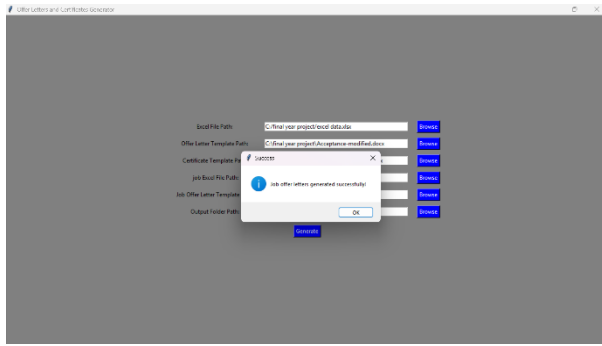 Offer Letters and Certificates Generator
Excel File Path: C:/final year project/excel data.xlsx Browse
Offer Letter Template Path: C:\final year project\Acceptance-modified.docx Browse
Certificate Template Pa Browse
Success
job Excel File Path: Browse
Job offer letters generated successfully!
Job Offer Letter Template Browse
Output Folder Path: Browse
OK
Generate